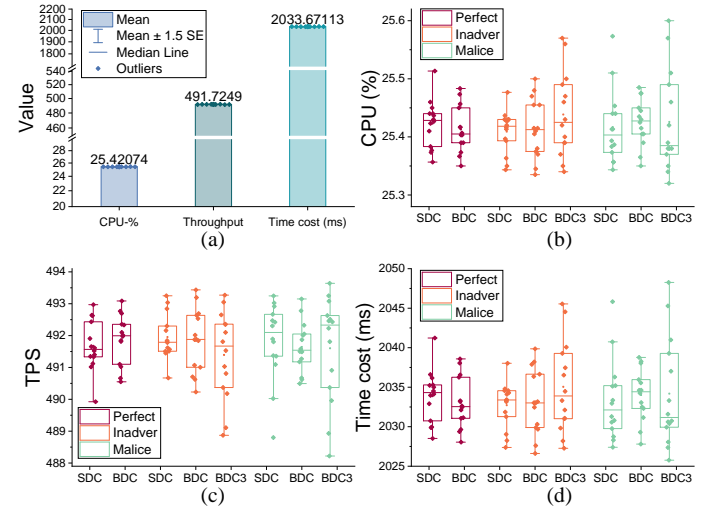 2200
2100
2000
1900
1800
1700
540
520
500
480
460
28
26
24
22
20
Value
Mean
Mean ± 1.5 SE
Median Line
Outliers
25.42074
491.7249
2033.67113
CPU-% Throughput Time cost (ms)
(a)
25.6
25.5
25.4
25.3
CPU (%)
Perfect
Inadver
Malice
SDC BDC SDC BDC BDC3 SDC BDC BDC3
(b)
494
493
492
491
490
489
488
TPS
Perfect
Inadver
Malice
SDC BDC SDC BDC BDC3 SDC BDC BDC3
(c)
2050
2045
2040
2035
2030
2025
Time cost (ms)
Perfect
Inadver
Malice
SDC BDC SDC BDC BDC3 SDC BDC BDC3
(d)